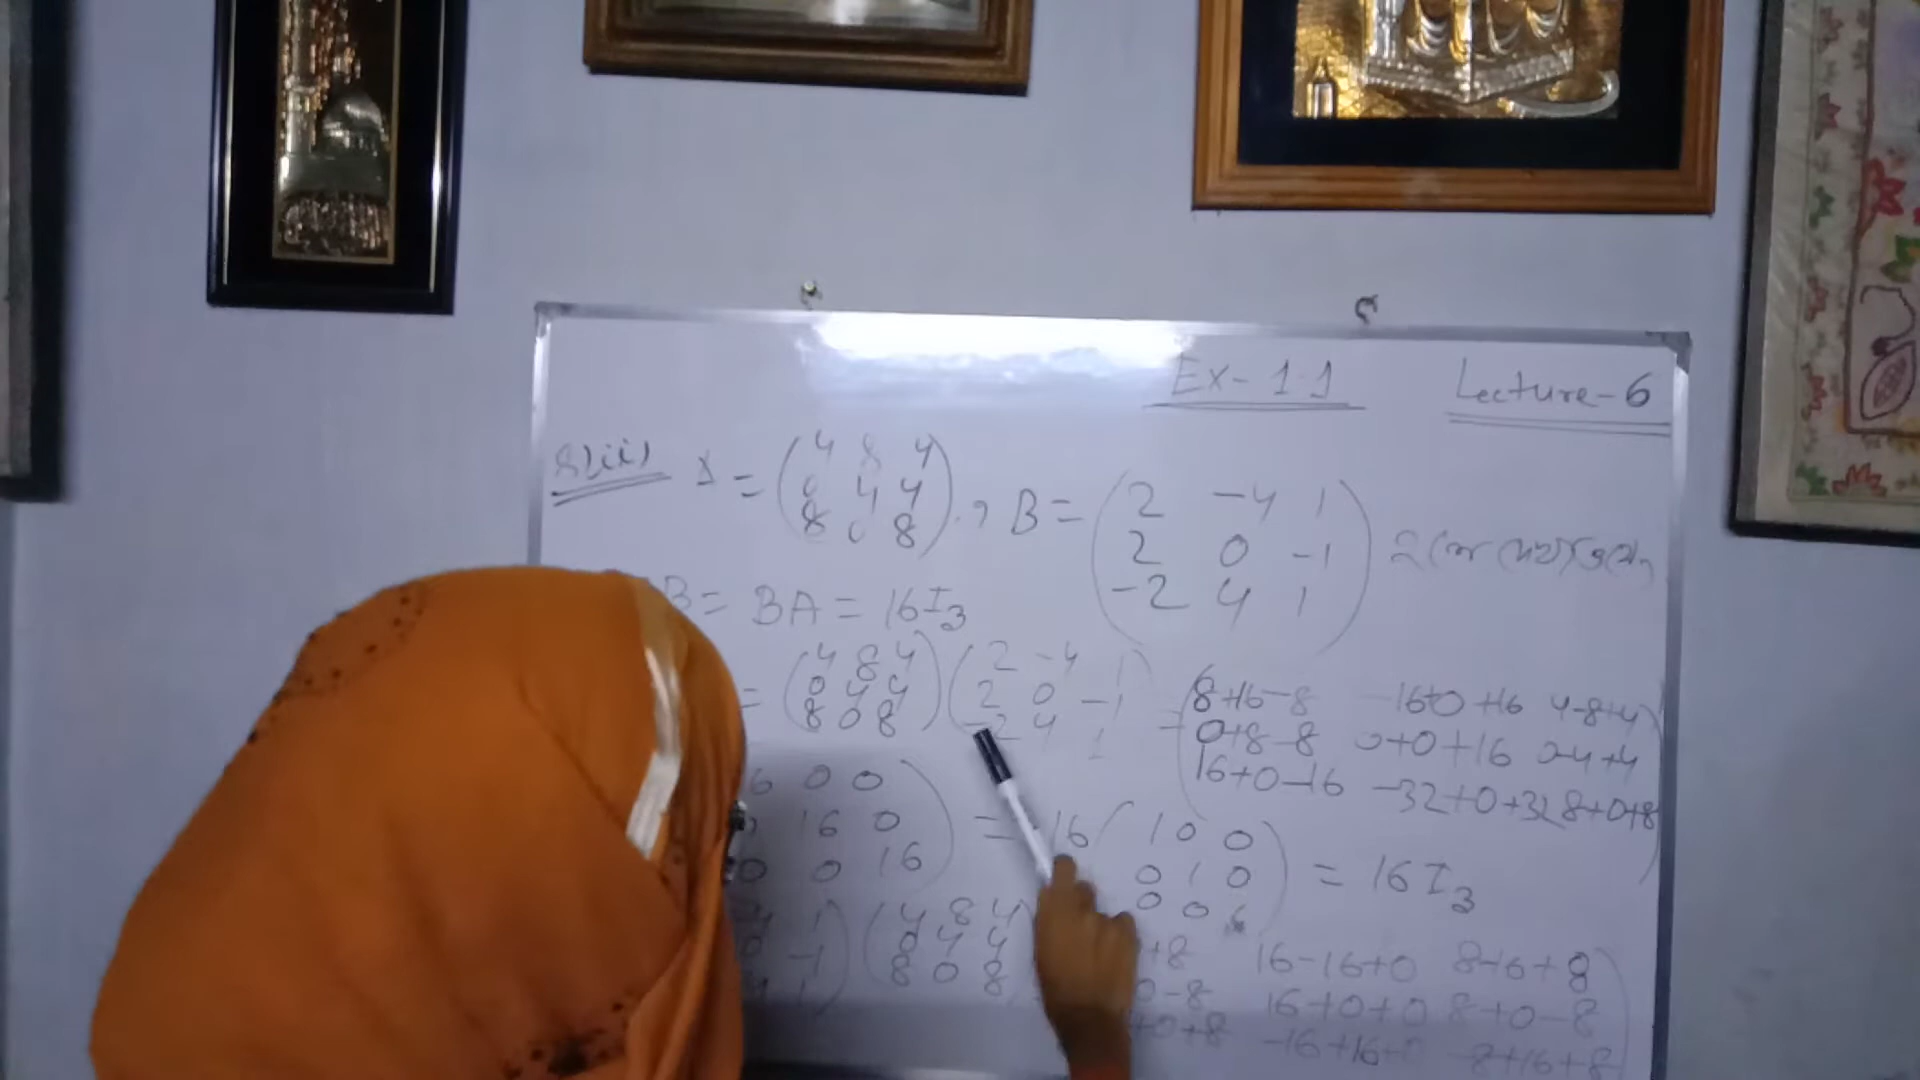 Ex-1.1 Lecture-6
8)ii) A = (4 8 4 , B = (2 -4 1
0 4 4 2 0 -1
8 0 8) -2 4 1)
B = BA = 16I3
= (4 8 4 (2 -4 1 = (8+16-8 -16+0+16 4-8+4
0 4 4 2 0 -1 0+8-8 0+0+16 0-4+4
8 0 8) -2 4 1) 16+0-16 -32+0+32 8+0+8)
6 0 0 = 16 (1 0 0 = 16I3
16 0 0 1 0
0 0 16) 0 0
1 (4 8 4 +8 16-16+0 8-16+8
0 -1 0 4 4 0-8 16+0+0 8+0-8
4 1) 8 0 8 +0+8 -16+16+0 -8+16+8